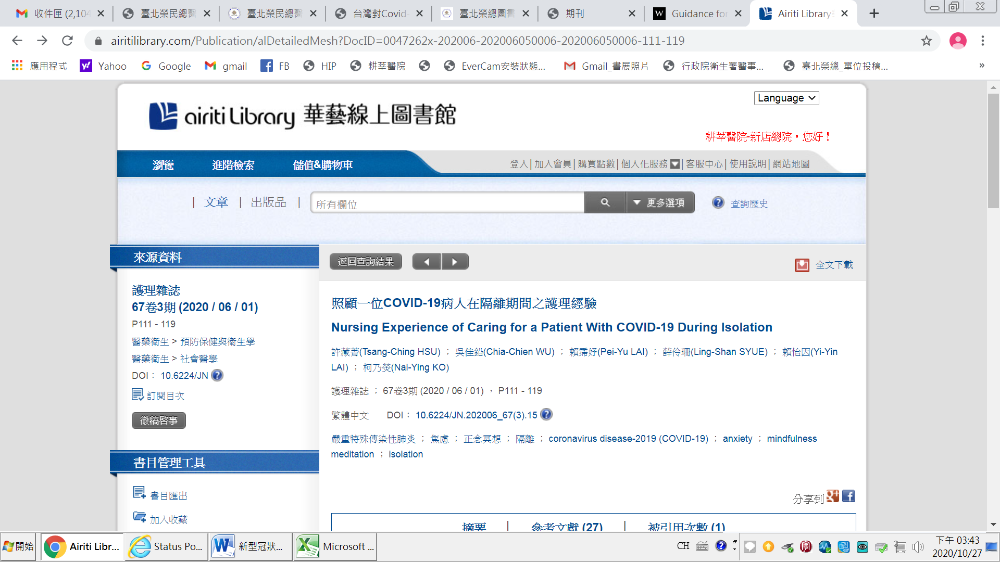 收件匣 (2,104
臺北榮民總醫
臺北榮民總醫
台灣對Covid-
臺北榮總圖書
期刊
Guidance for
Airiti Library
airitilibrary.com/Publication/alDetailedMesh?DocID=0047262x-202006-202006050006-202006050006-111-119
應用程式
Yahoo
Google
gmail
FB
HIP
耕莘醫院
EverCam安裝狀態...
Gmail_書展照片
行政院衛生署醫事...
臺北榮總_單位投稿...
Language
airiti Library 華藝線上圖書館
耕莘醫院-新店總院，您好！
瀏覽 進階檢索 儲值&購物車
登入| 加入會員| 購買點數| 個人化服務 | 客服中心| 使用說明| 網站地圖
| 文章 | 出版品 |
所有欄位
更多選項
查詢歷史
來源資料
護理雜誌
67卷3期 (2020 / 06 / 01)
P111 - 119
醫藥衛生 > 預防保健與衛生學
醫藥衛生 > 社會醫學
DOI： 10.6224/JN
訂閱目次
徵稿啓事
書目管理工具
書目匯出
加入收藏
返回查詢結果
全文下載
照顧一位COVID-19病人在隔離期間之護理經驗
Nursing Experience of Caring for a Patient With COVID-19 During Isolation
許藏菁(Tsang-Ching HSU) ； 吳佳鉛(Chia-Chien WU) ； 賴霈妤(Pei-Yu LAI) ； 薛伶珊(Ling-Shan SYUE) ； 賴怡因(Yi-Yin
LAI) ； 柯乃熒(Nai-Ying KO)
護理雜誌 ； 67卷3期 (2020 / 06 / 01) ， P111 - 119
繁體中文 DOI： 10.6224/JN.202006_67(3).15
嚴重特殊傳染性肺炎 ； 焦慮 ； 正念冥想 ； 隔離 ； coronavirus disease-2019 (COVID-19) ； anxiety ； mindfulness
meditation ； isolation
分享到
摘要 | 參考文獻 (27) | 被引用次數 (1)
開始
Airiti Libr...
Status Po...
新型冠狀...
Microsoft ...
CH
下午 03:43
2020/10/27